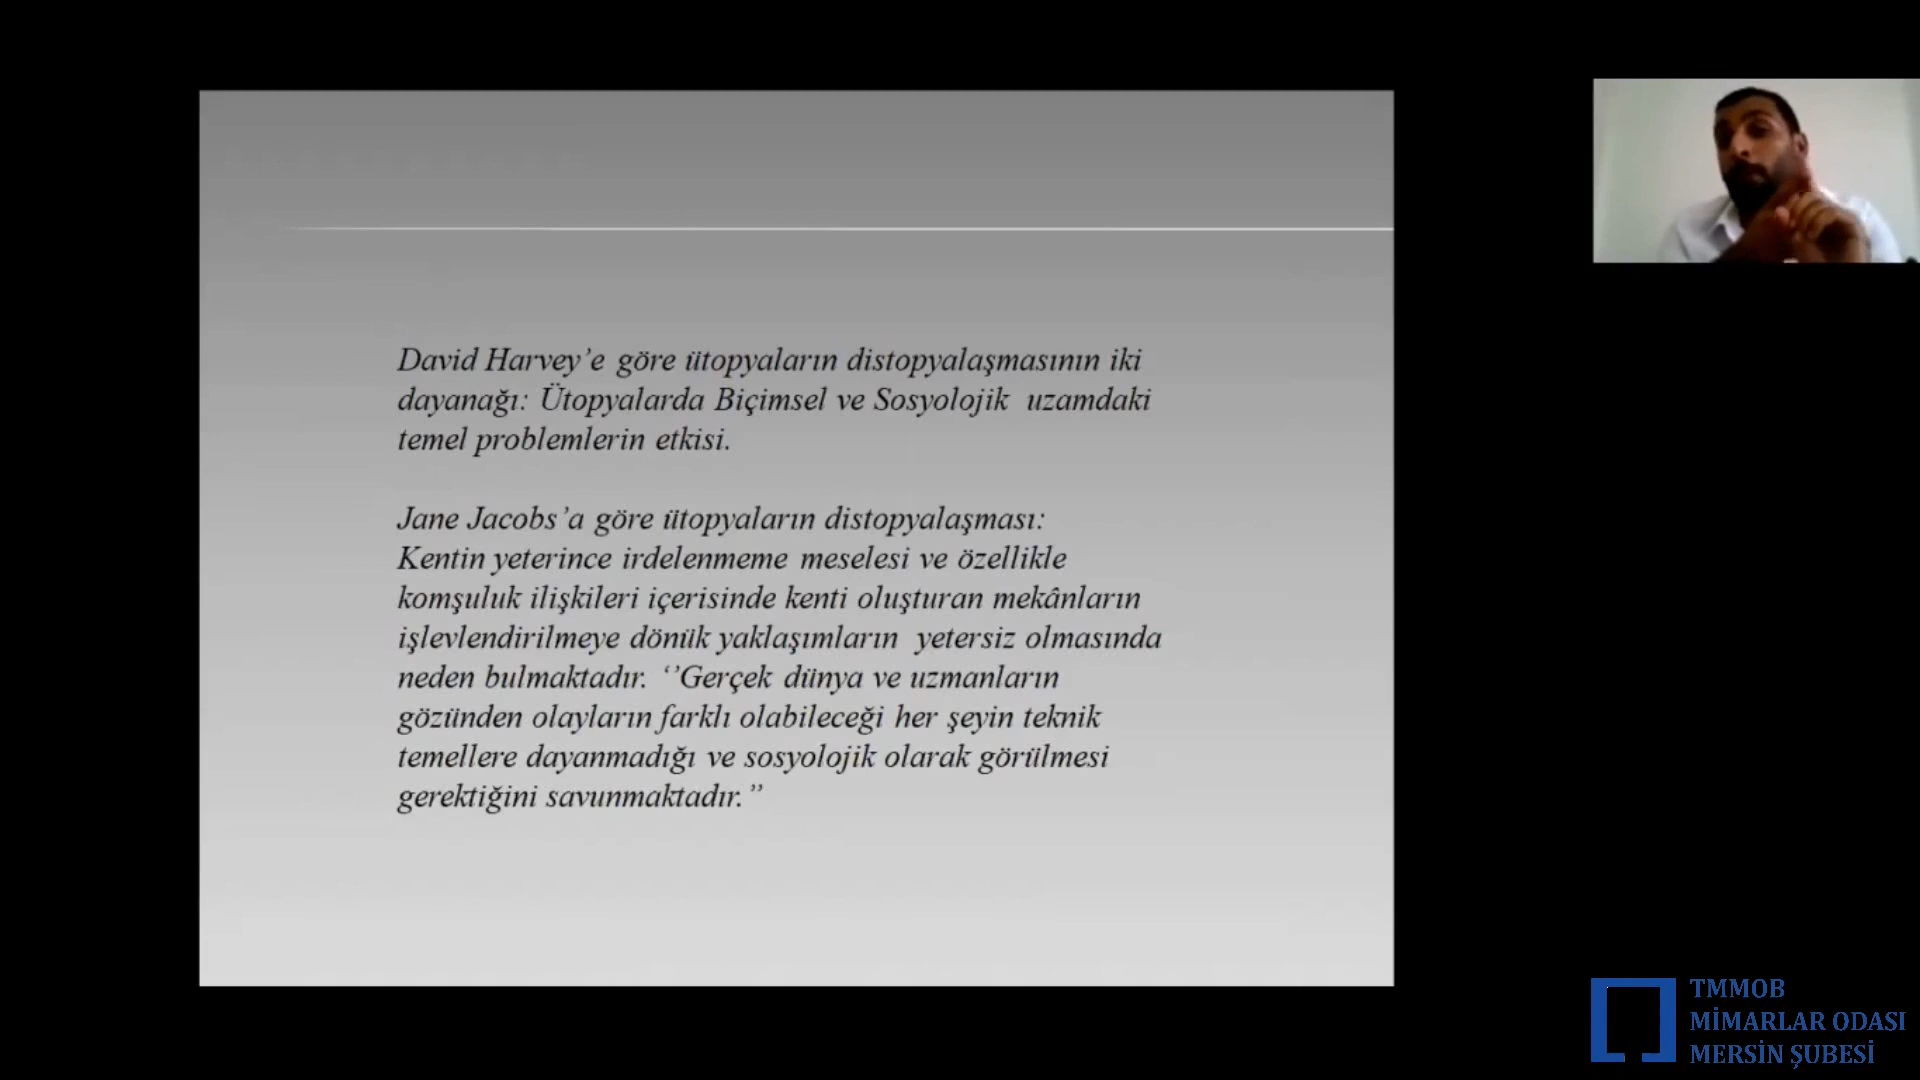 David Harvey’e göre ütopyaların distopyalaşmasının iki
dayanağı: Ütopyalarda Biçimsel ve Sosyolojik uzamdaki
temel problemlerin etkisi.
Jane Jacobs’a göre ütopyaların distopyalaşması:
Kentin yeterince irdelenmeme meselesi ve özellikle
komşuluk ilişkileri içerisinde kenti oluşturan mekânların
işlevlendirilmeye dönük yaklaşımların yetersiz olmasında
neden bulmaktadır. ‘’Gerçek dünya ve uzmanların
gözünden olayların farklı olabileceği her şeyin teknik
temellere dayanmadığı ve sosyolojik olarak görülmesi
gerektiğini savunmaktadır.’’
TMMOB
MİMARLAR ODASI
MERSİN ŞUBESİ